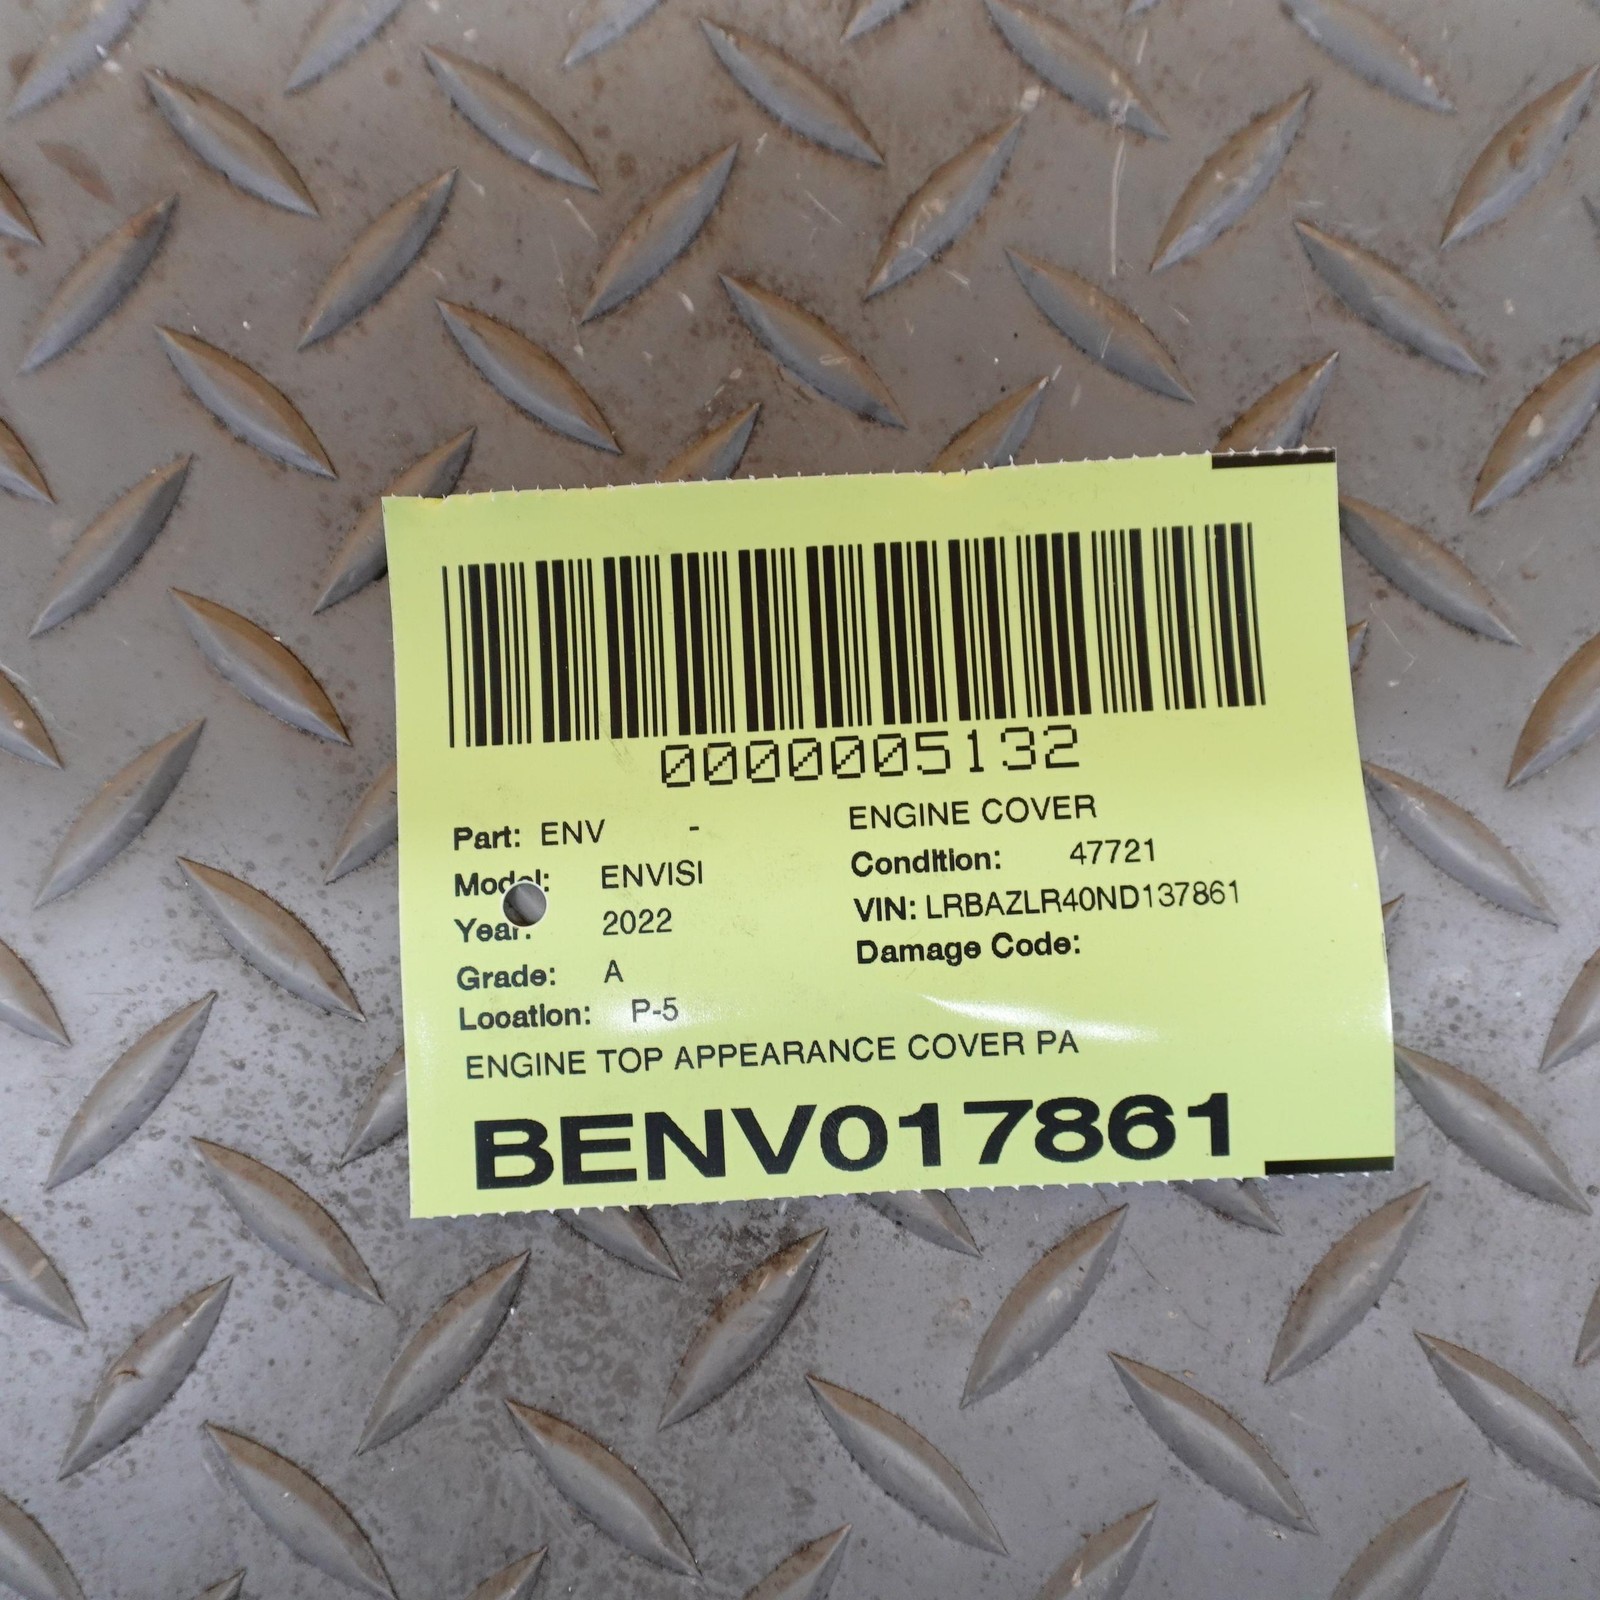 0000005132
Part: ENV - ENGINE COVER
Model: ENVISI Condition: 47721
Year: 2022 VIN: LRBAZLR40ND137861
Grade: A Damage Code:
Location: P-5
ENGINE TOP APPEARANCE COVER PA
BENV017861